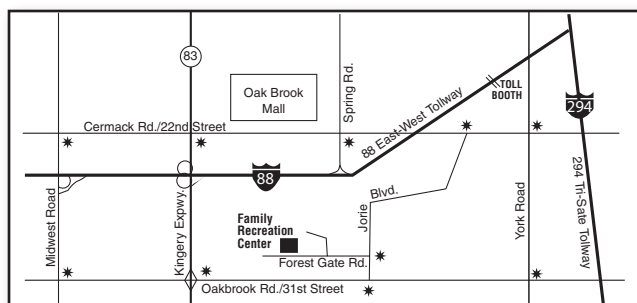 83
Oak Brook
Mall
Spring Rd.
88 East-West Tollway
TOLL
BOOTH
294
Cermack Rd./22nd Street
88
Midwest Road
Kingery Expwy.
Family
Recreation
Center
Jorie
Blvd.
York Road
294 Tri-Sate Tollway
Forest Gate Rd.
Oakbrook Rd./31st Street